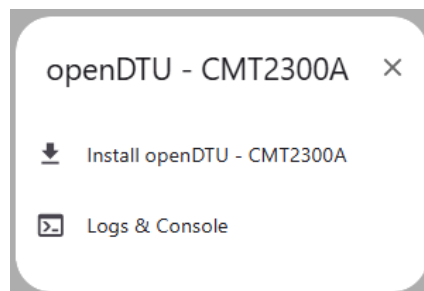 openDTU - CMT2300A
Install openDTU - CMT2300A
Logs & Console